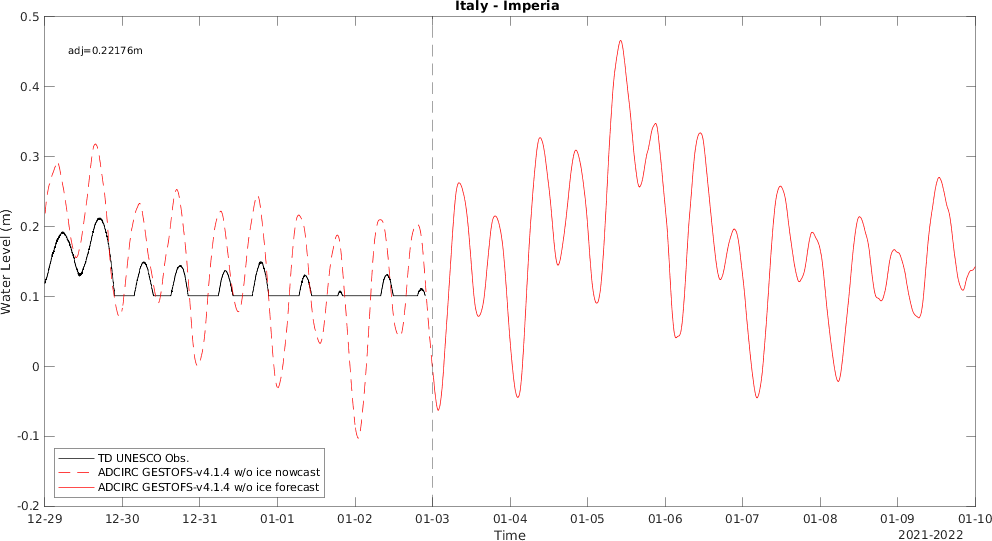 Italy - Imperia
adj=0.22176m
Water Level (m)
0.5
0.4
0.3
0.2
0.1
0
-0.1
-0.2
TD UNESCO Obs.
ADCIRC GESTOFS-v4.1.4 w/o ice nowcast
ADCIRC GESTOFS-v4.1.4 w/o ice forecast
12-29 12-30 12-31 01-01 01-02 01-03 01-04 01-05 01-06 01-07 01-08 01-09 01-10
Time
2021-2022